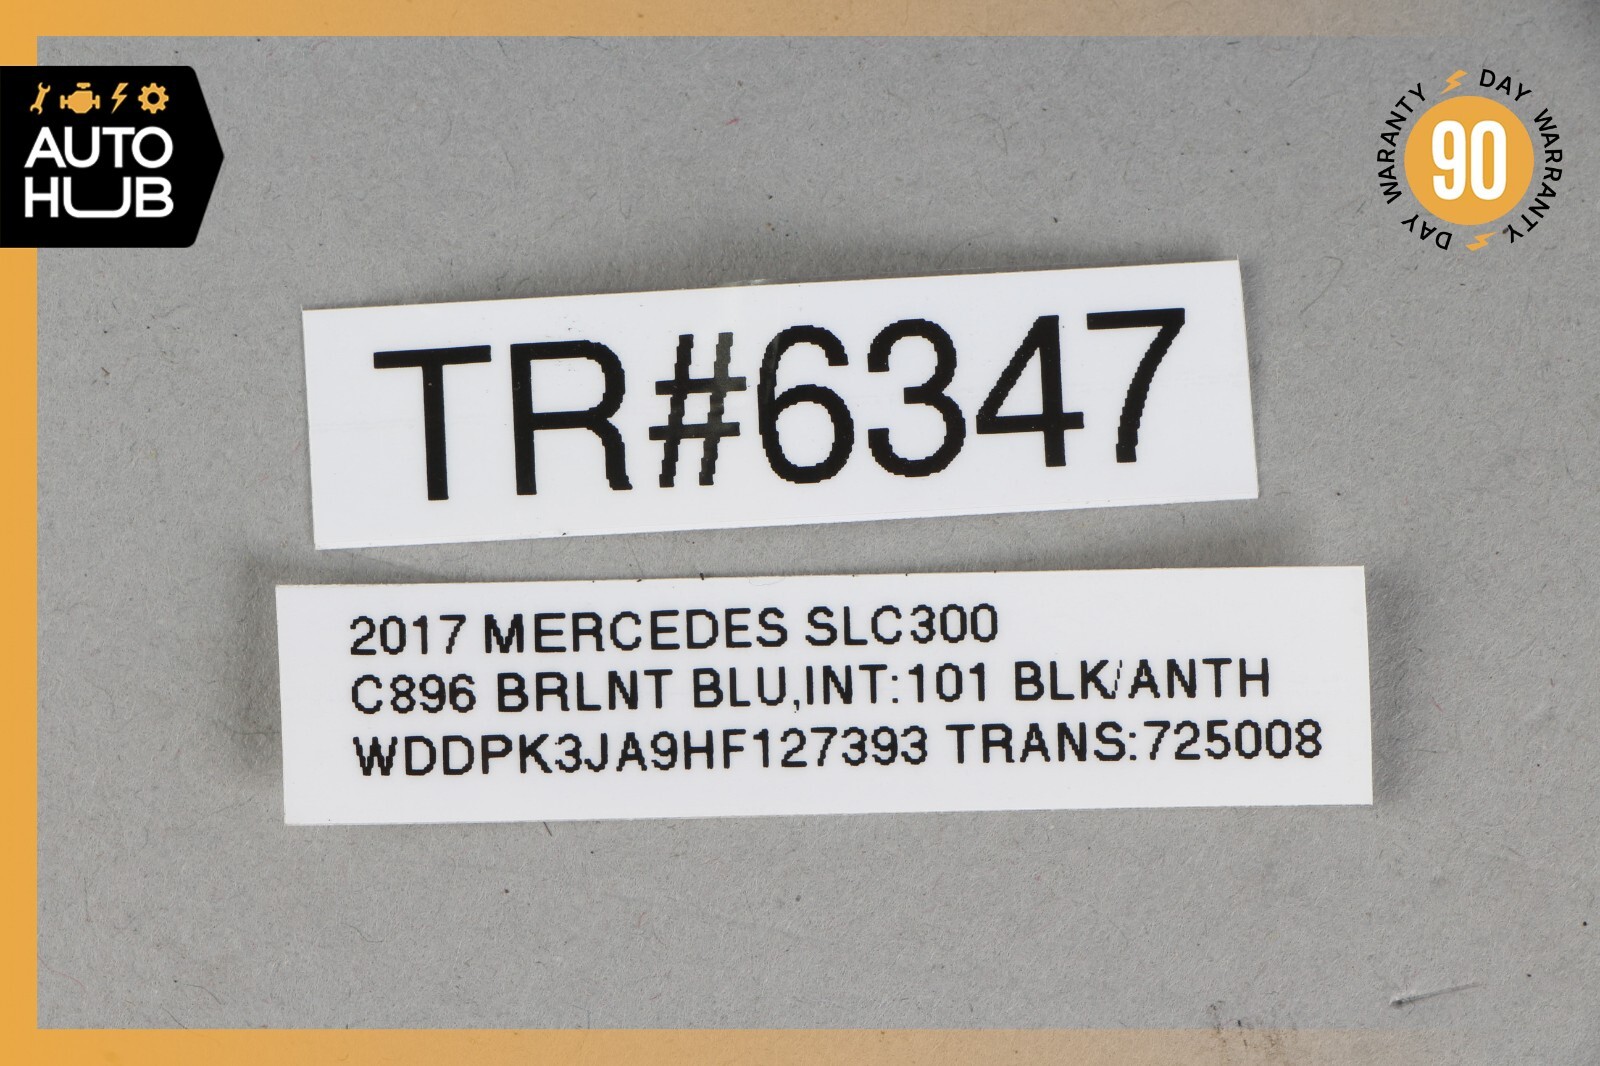 AUTO
HUB
DAY WARRANTY
90
DAY WARRANTY
TR#6347
2017 MERCEDES SLC300
C896 BRLNT BLU,INT:101 BLK/ANTH
WDDPK3JA9HF127393 TRANS:725008